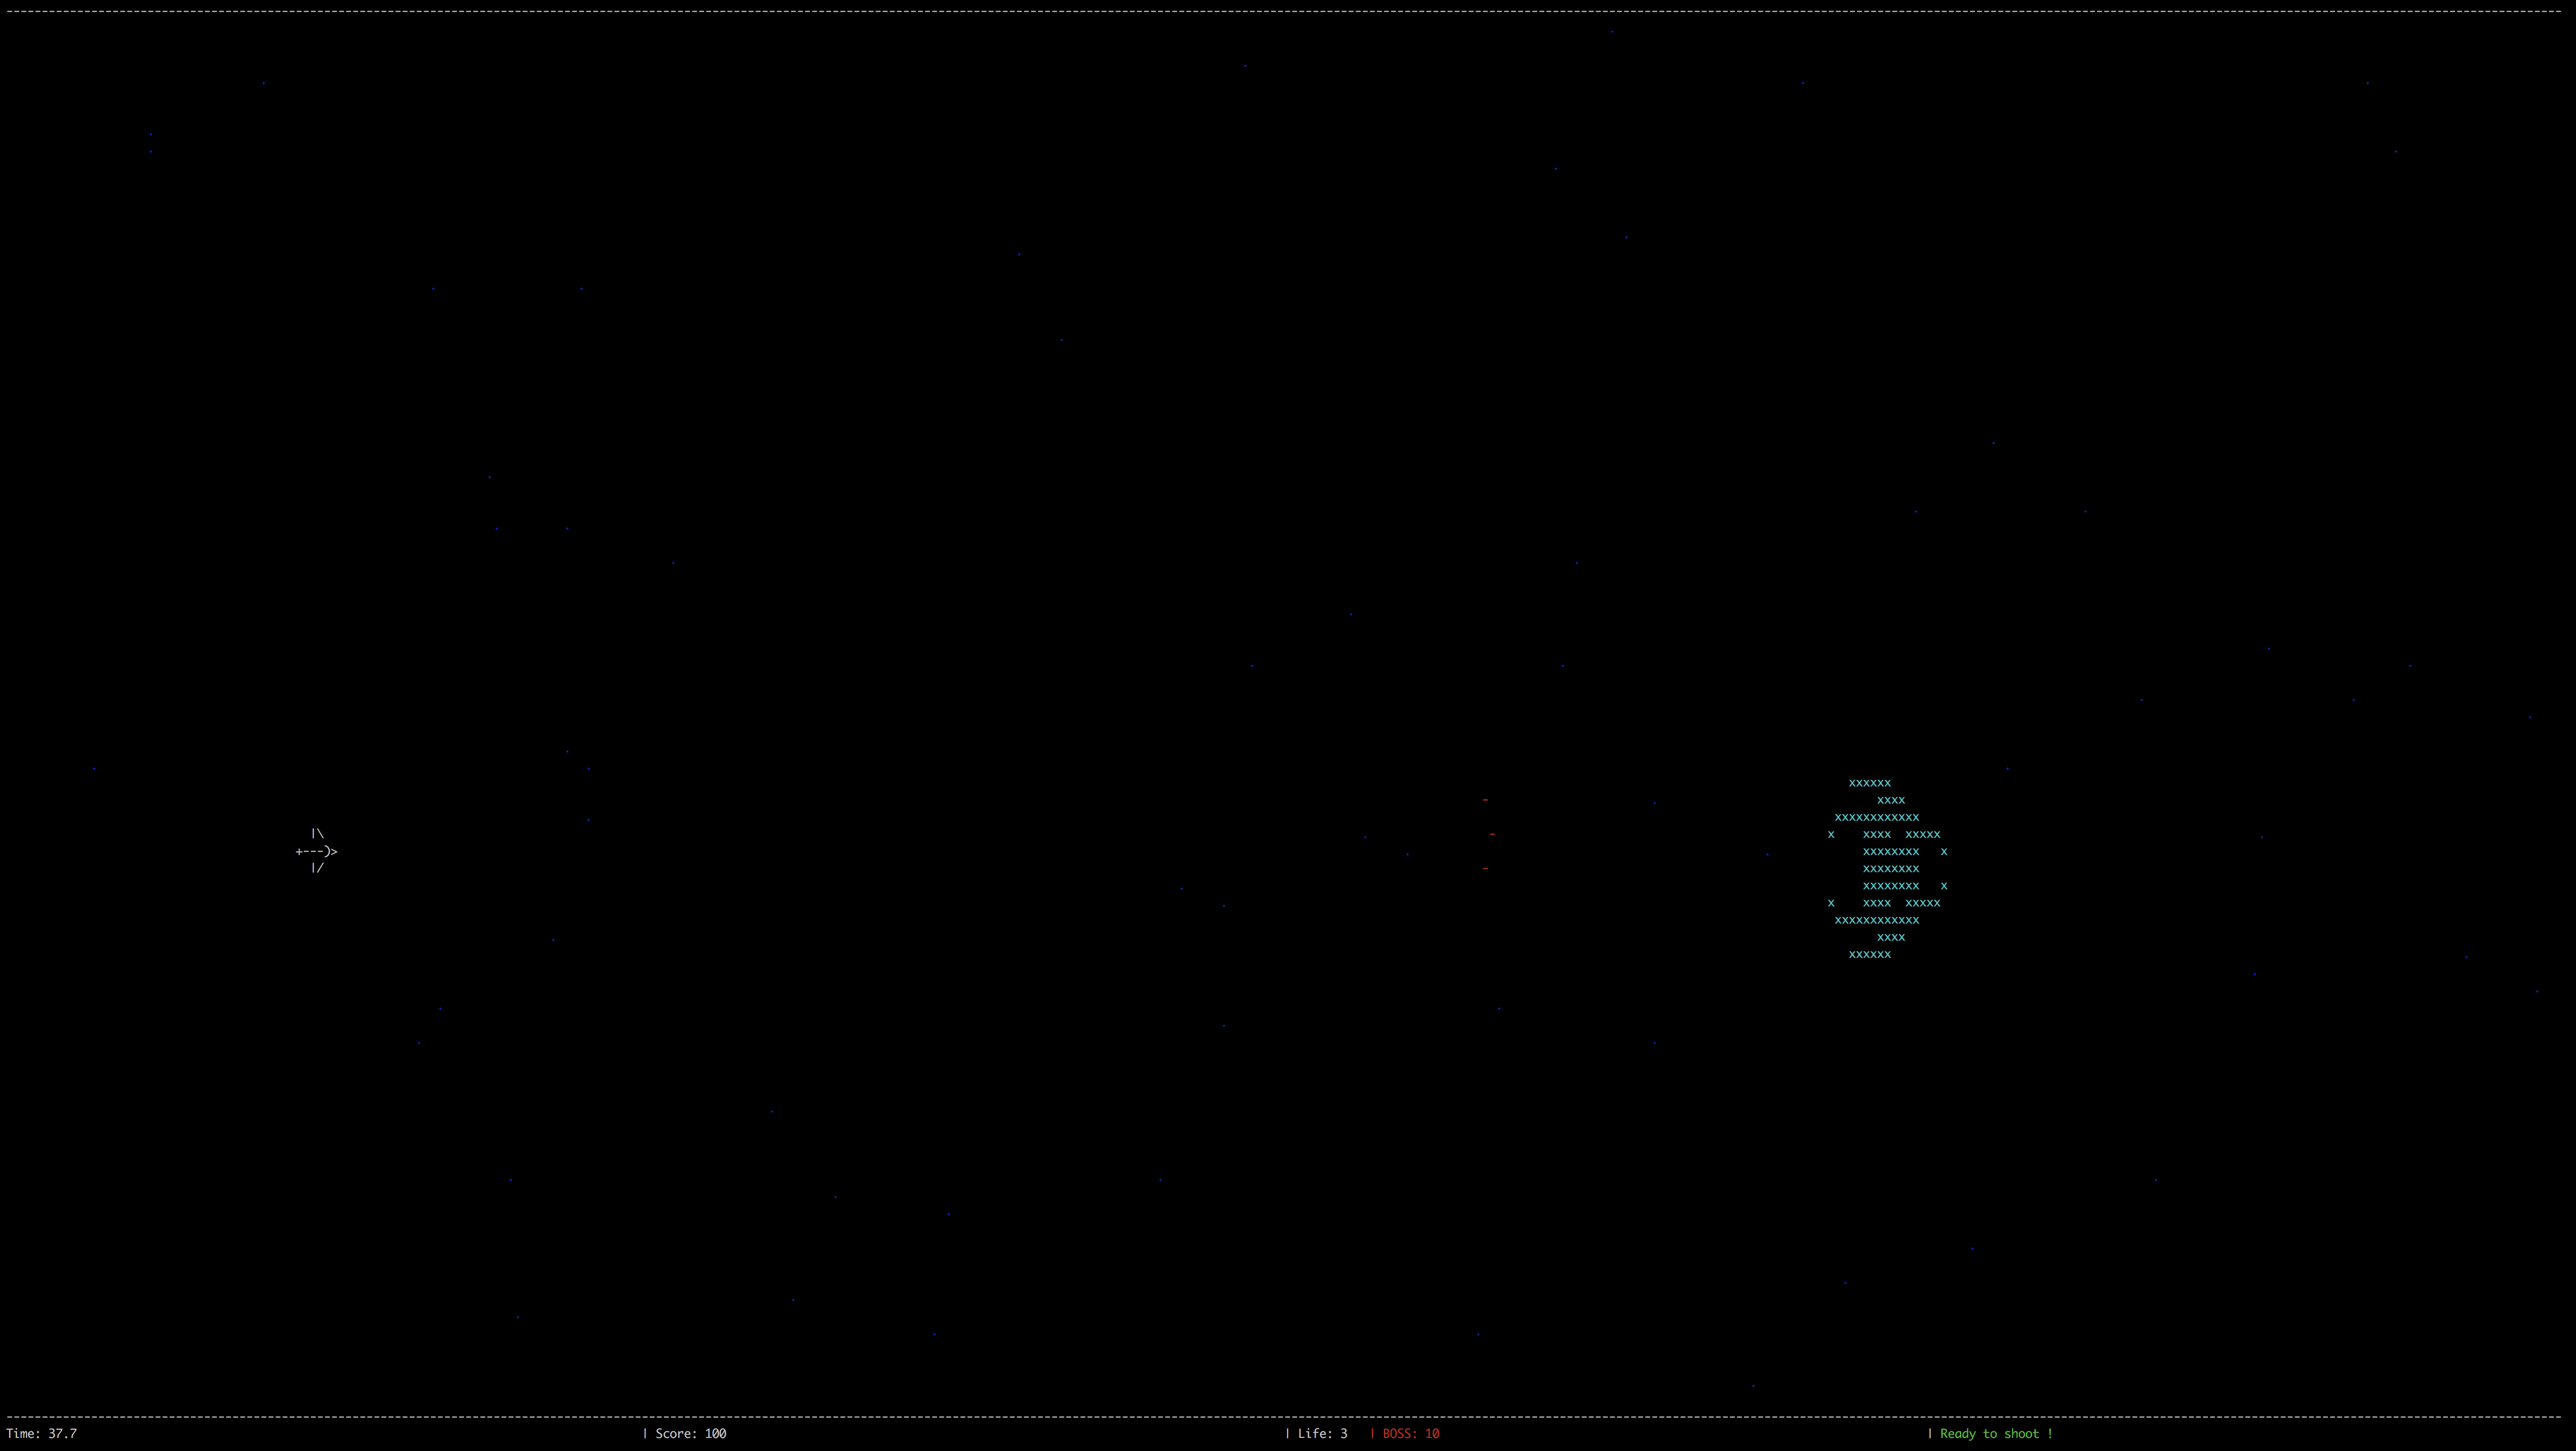 xxxxxx
xxxx
xxxxxxxxxxxx
x    xxxx  xxxxx
xxxxxxxx   x
xxxxxxxx
xxxxxxxx   x
x    xxxx  xxxxx
xxxxxxxxxxxx
xxxx
xxxxxx
|\
+---)>
|/
Time: 37.7 | Score: 100 | Life: 3 | BOSS: 10 | Ready to shoot !